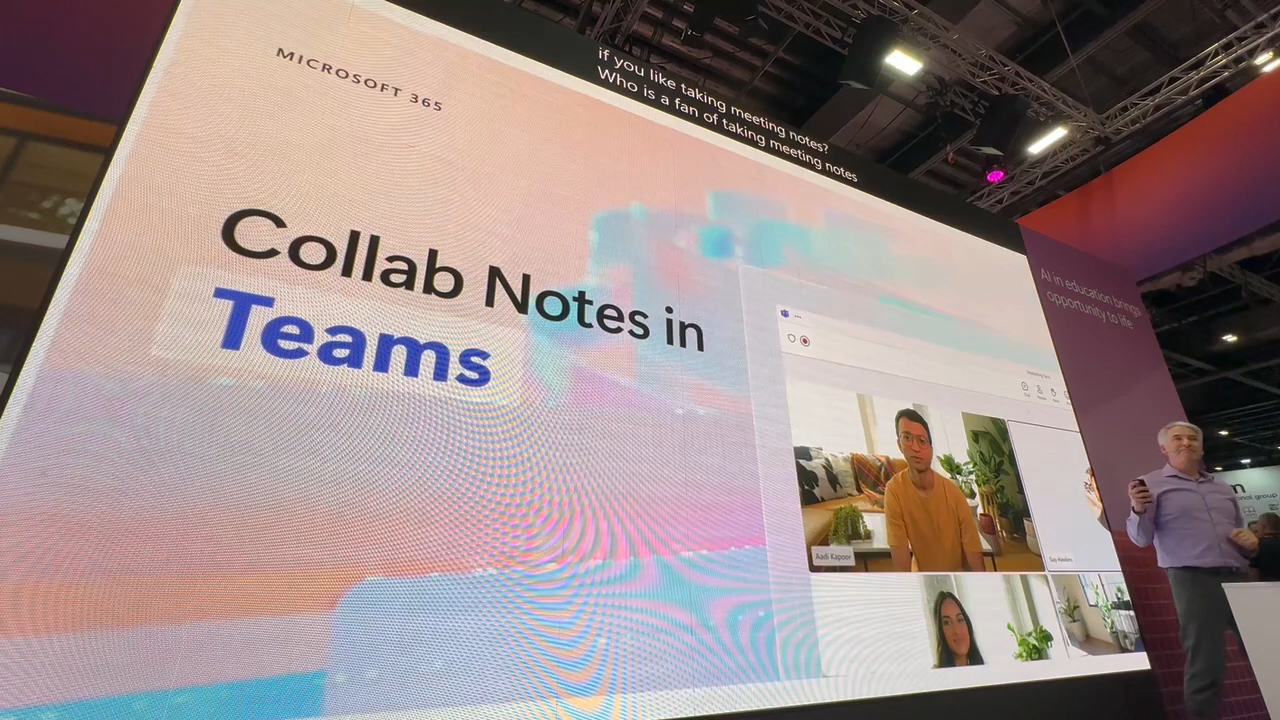 if you like taking meeting notes?
Who is a fan of taking meeting notes
MICROSOFT 365
Collab Notes in
Teams
AI in education brings
opportunity to life
Aadi Kapoor